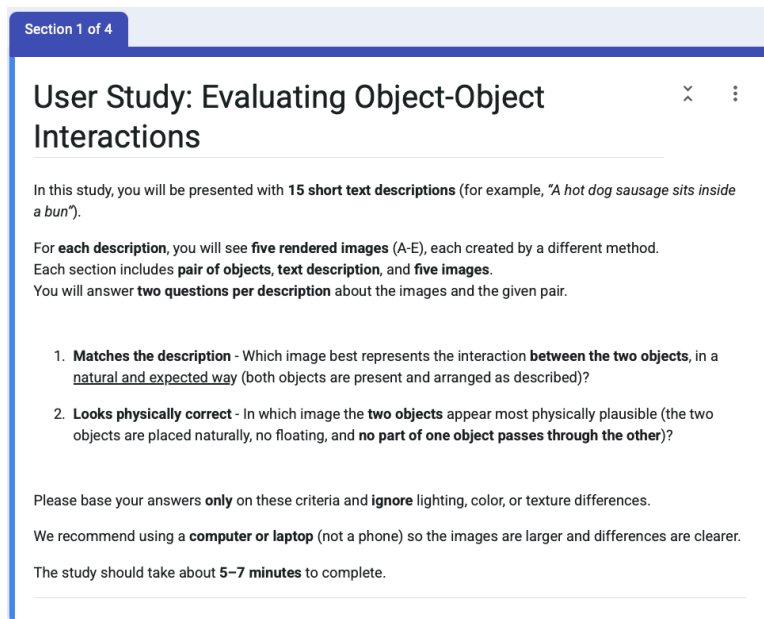 Section 1 of 4
User Study: Evaluating Object-Object
Interactions
In this study, you will be presented with 15 short text descriptions (for example, “A hot dog sausage sits inside
a bun”).
For each description, you will see five rendered images (A-E), each created by a different method.
Each section includes pair of objects, text description, and five images.
You will answer two questions per description about the images and the given pair.
1. Matches the description - Which image best represents the interaction between the two objects, in a
natural and expected way (both objects are present and arranged as described)?
2. Looks physically correct - In which image the two objects appear most physically plausible (the two
objects are placed naturally, no floating, and no part of one object passes through the other)?
Please base your answers only on these criteria and ignore lighting, color, or texture differences.
We recommend using a computer or laptop (not a phone) so the images are larger and differences are clearer.
The study should take about 5–7 minutes to complete.